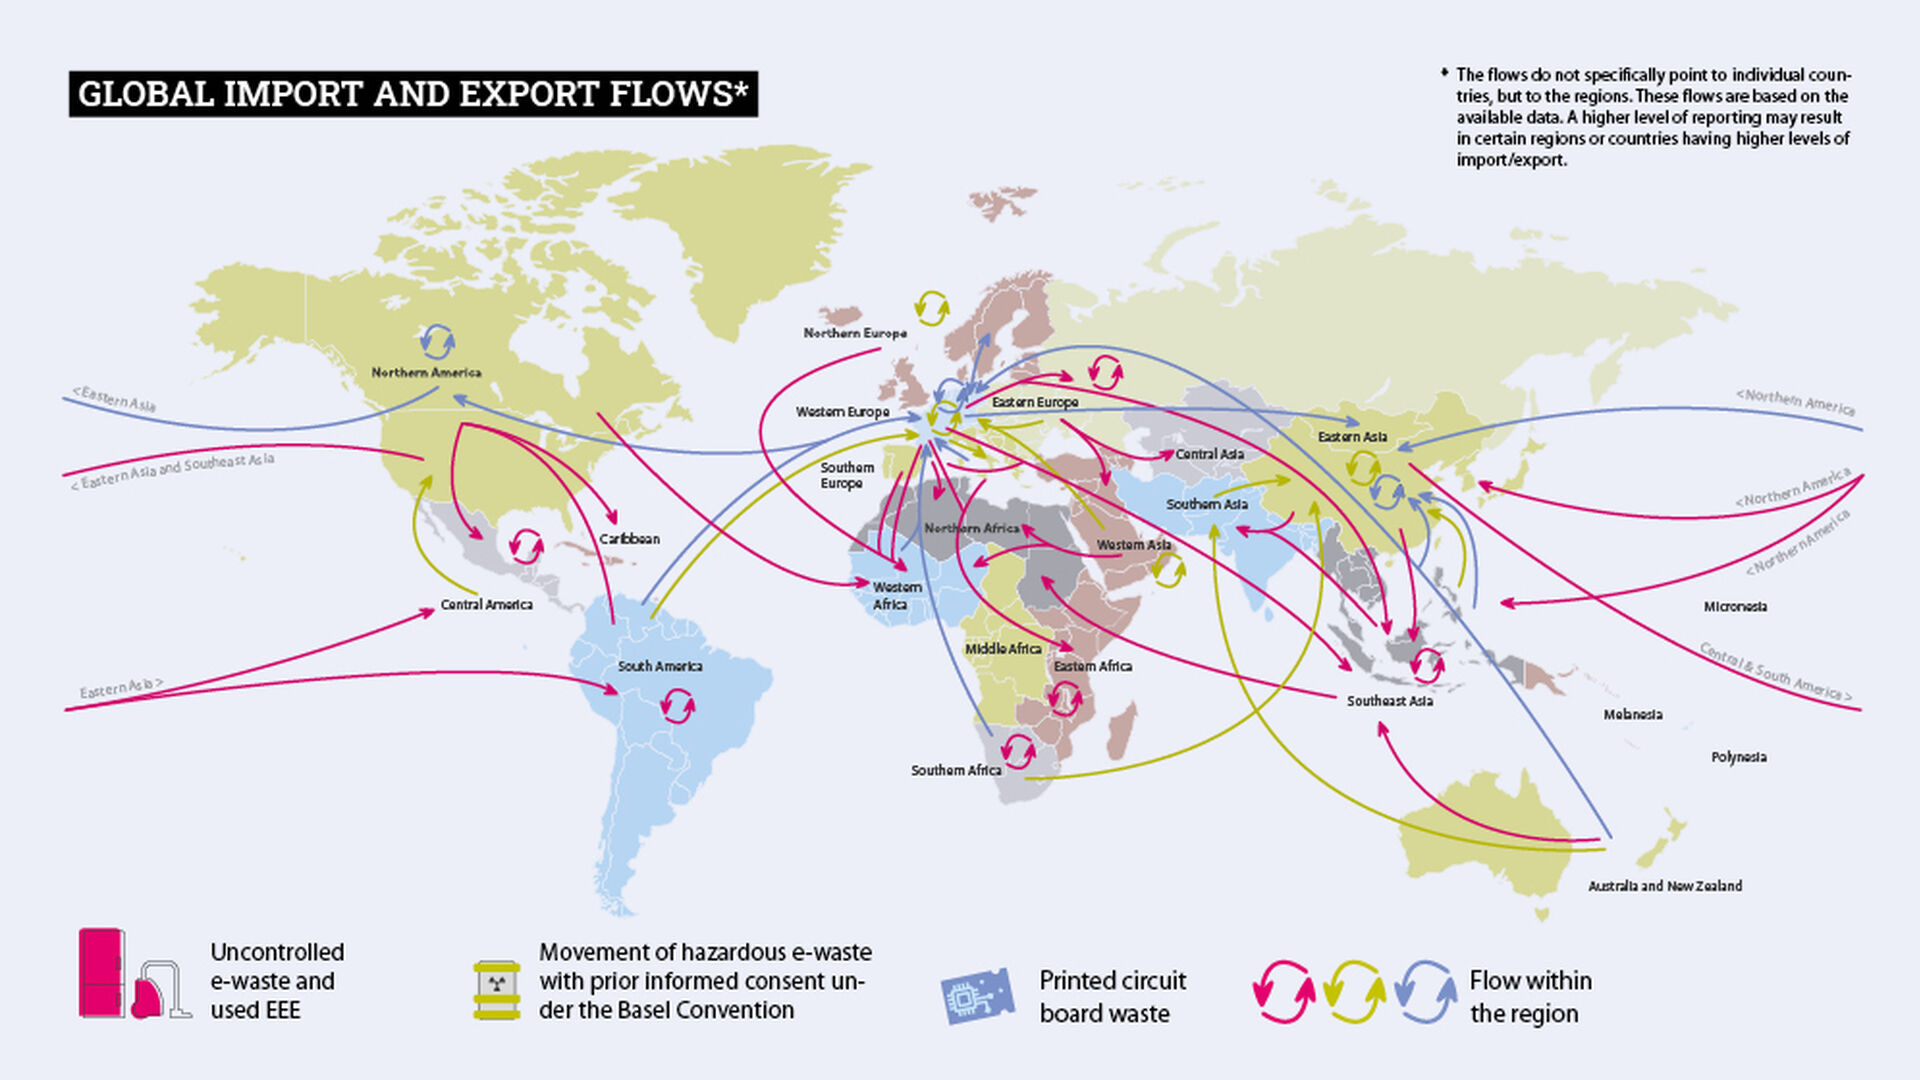 GLOBAL IMPORT AND EXPORT FLOWS*
* The flows do not specifically point to individual coun-
tries, but to the regions. These flows are based on the
available data. A higher level of reporting may result
in certain regions or countries having higher levels of
import/export.
Northern Europe
Northern America
<Eastern Asia
<Northern America
Western Europe
Eastern Europe
Eastern Asia
Central Asia
< Eastern Asia and Southeast Asia
Southern
Europe
<Northern America
Southern Asia
Northern Africa
Caribbean
Western Asia
<Northern America
Western
Africa
Central America
Micronesia
Middle Africa
South America
Eastern Africa
Central & South America >
Eastern Asia >
Southeast Asia
Melanesia
Polynesia
Southern Africa
Australia and New Zealand
Uncontrolled
e-waste and
used EEE
Movement of hazardous e-waste
with prior informed consent un-
der the Basel Convention
Printed circuit
board waste
Flow within
the region